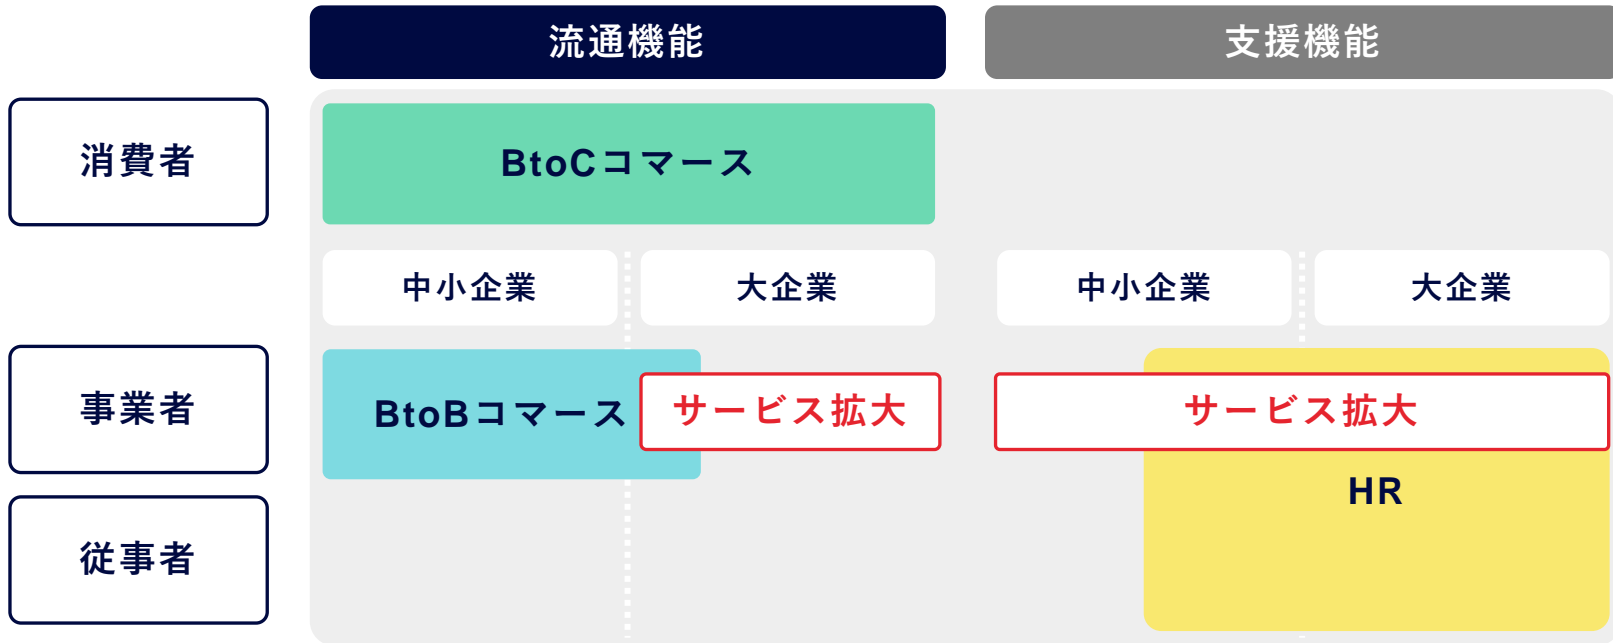 流通機能
支援機能
消費者
BtoCコマース
中小企業
大企業
中小企業
大企業
事業者
BtoBコマース
サービス拡大
サービス拡大
HR
従事者